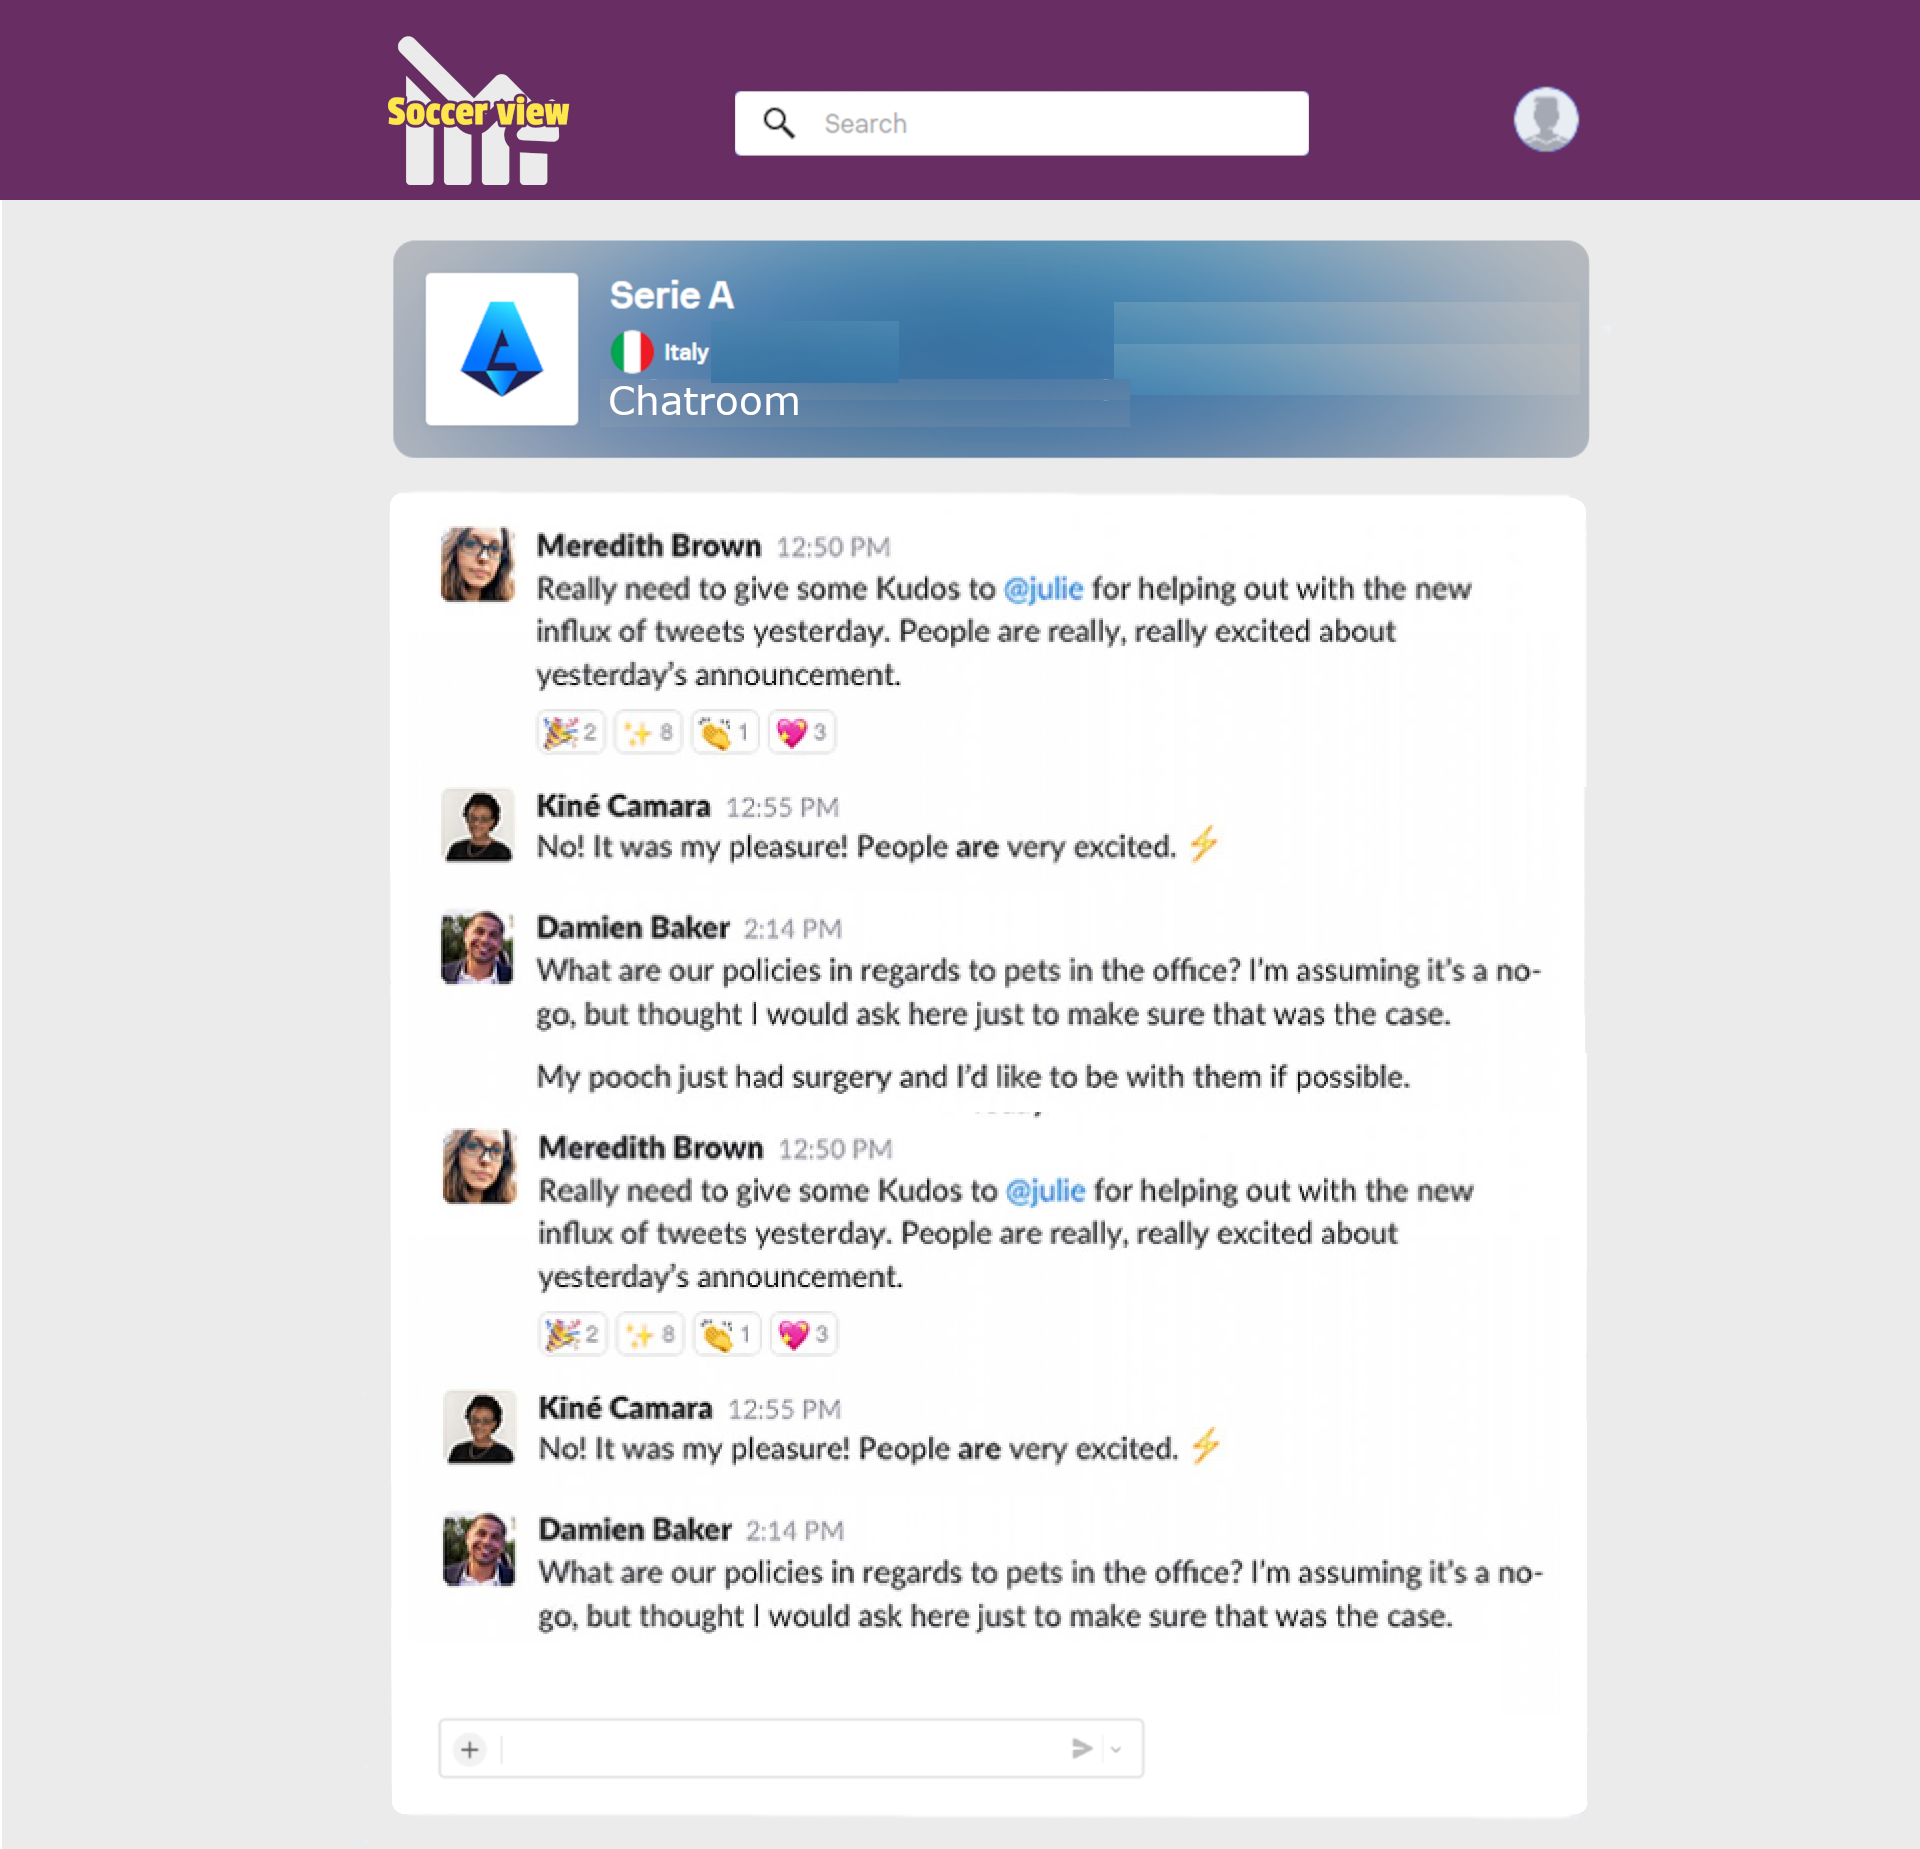 Soccer view
Search
Serie A
Italy
Chatroom
Meredith Brown 12:50 PM
Really need to give some Kudos to @julie for helping out with the new
influx of tweets yesterday. People are really, really excited about
yesterday's announcement.
2 8 1 3
Kiné Camara 12:55 PM
No! It was my pleasure! People are very excited. ⚡
Damien Baker 2:14 PM
What are our policies in regards to pets in the office? I'm assuming it's a no-
go, but thought I would ask here just to make sure that was the case.
My pooch just had surgery and I'd like to be with them if possible.
Meredith Brown 12:50 PM
Really need to give some Kudos to @julie for helping out with the new
influx of tweets yesterday. People are really, really excited about
yesterday's announcement.
2 8 1 3
Kiné Camara 12:55 PM
No! It was my pleasure! People are very excited. ⚡
Damien Baker 2:14 PM
What are our policies in regards to pets in the office? I'm assuming it's a no-
go, but thought I would ask here just to make sure that was the case.